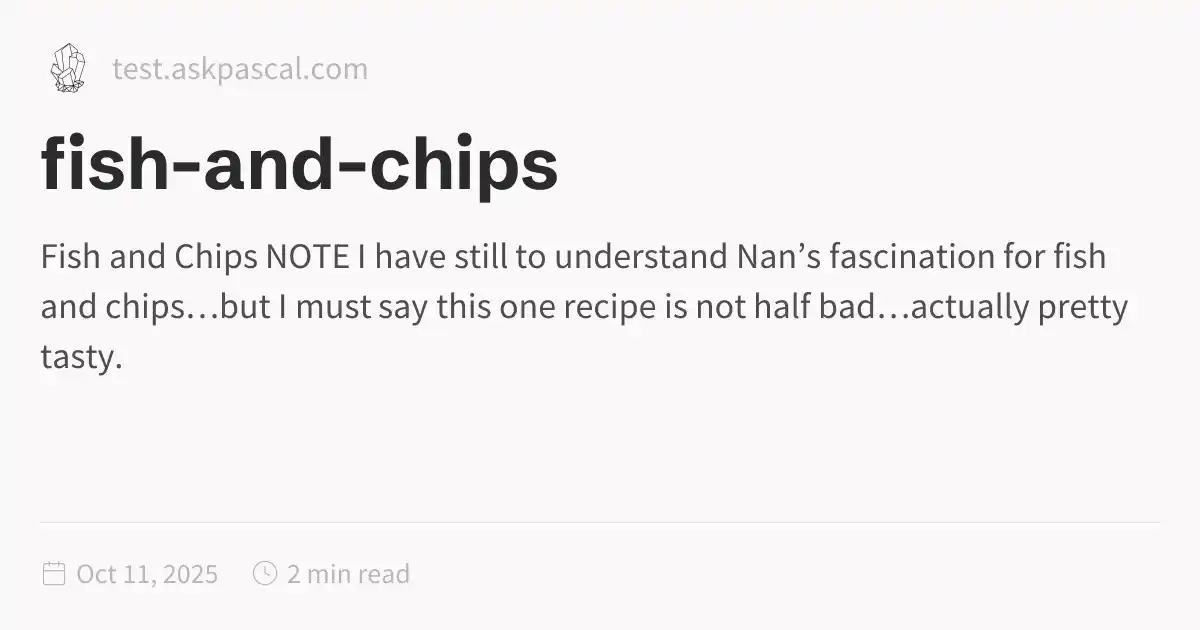 test.askpascal.com
fish-and-chips
Fish and Chips NOTE I have still to understand Nan’s fascination for fish
and chips…but I must say this one recipe is not half bad…actually pretty
tasty.
Oct 11, 2025 2 min read